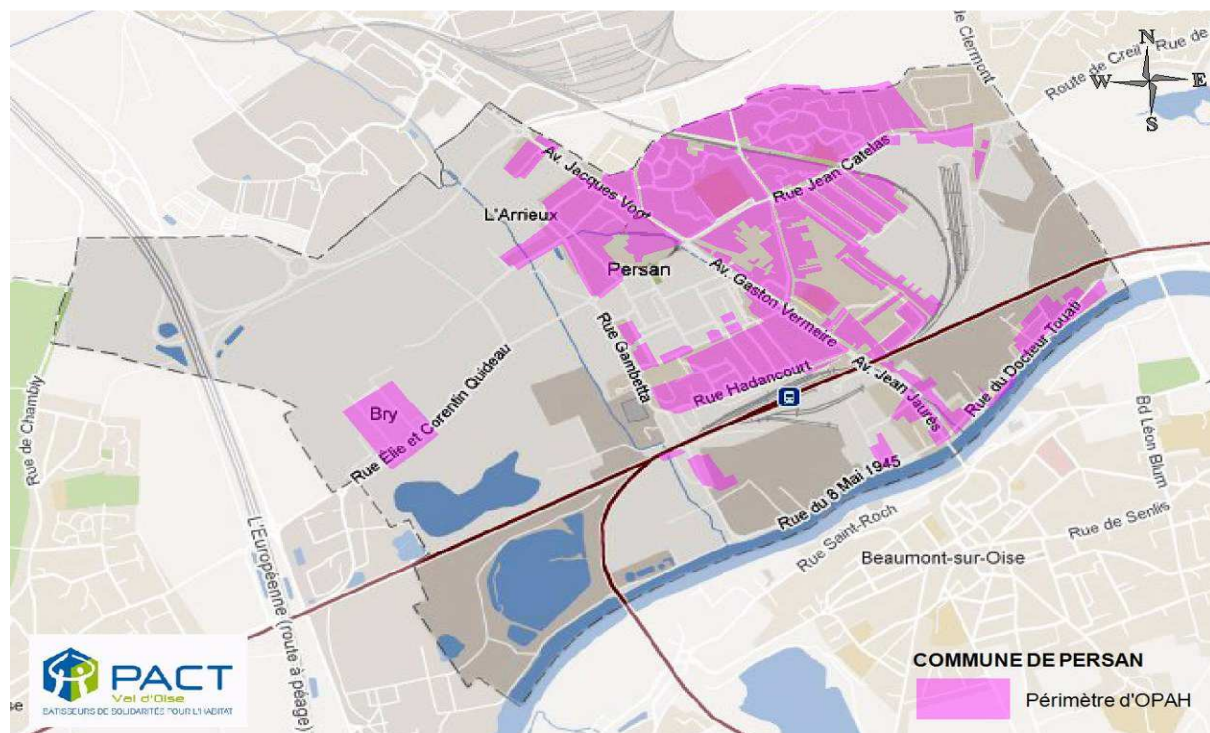 de Clermont
Route de Creil
Rue de
N
W
E
S
Av. Jacques Vogt
Rue Jean Catelas
L'Arrieux
Persan
Av. Gaston Vermeire
Rue Gambetta
Rue Hadancourt
Av. Jean Jaurès
Rue du Docteur Touati
Bry
Rue Élie et Corentin Quideau
Rue de Chambly
Bd Léon Blum
Rue du 8 Mai 1945
Rue Saint-Roch
Rue de Senlis
Beaumont-sur-Oise
L'Européenne (route à péage)
se
PACT
Val d'Oise
BATISSEURS DE SOLIDARITÉS POUR L'HABITAT
COMMUNE DE PERSAN
Périmètre d'OPAH